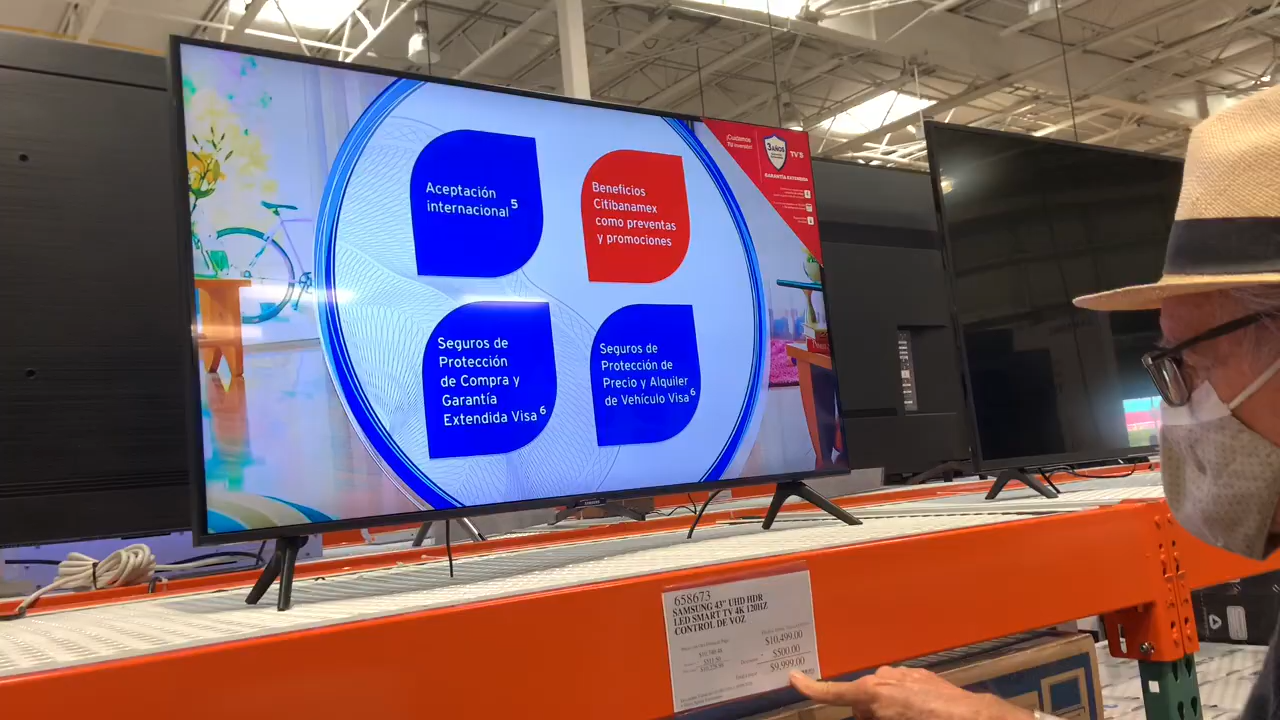 Aceptación
internacional 5
Beneficios
Citibanamex
como preventas
y promociones
Seguros de
Protección
de Compra y
Garantía
Extendida Visa 6
Seguros de
Protección de
Precio y Alquiler
de Vehículo Visa 6
¡Cuidamos
Tú inversión!
3 AÑOS
TV'S
GARANTÍA EXTENDIDA
SAMSUNG
658673
SAMSUNG 43" UHD HDR
LED SMART TV 4K 120HZ
CONTROL DE VOZ
$10,499.00
$500.00
$9,999.00